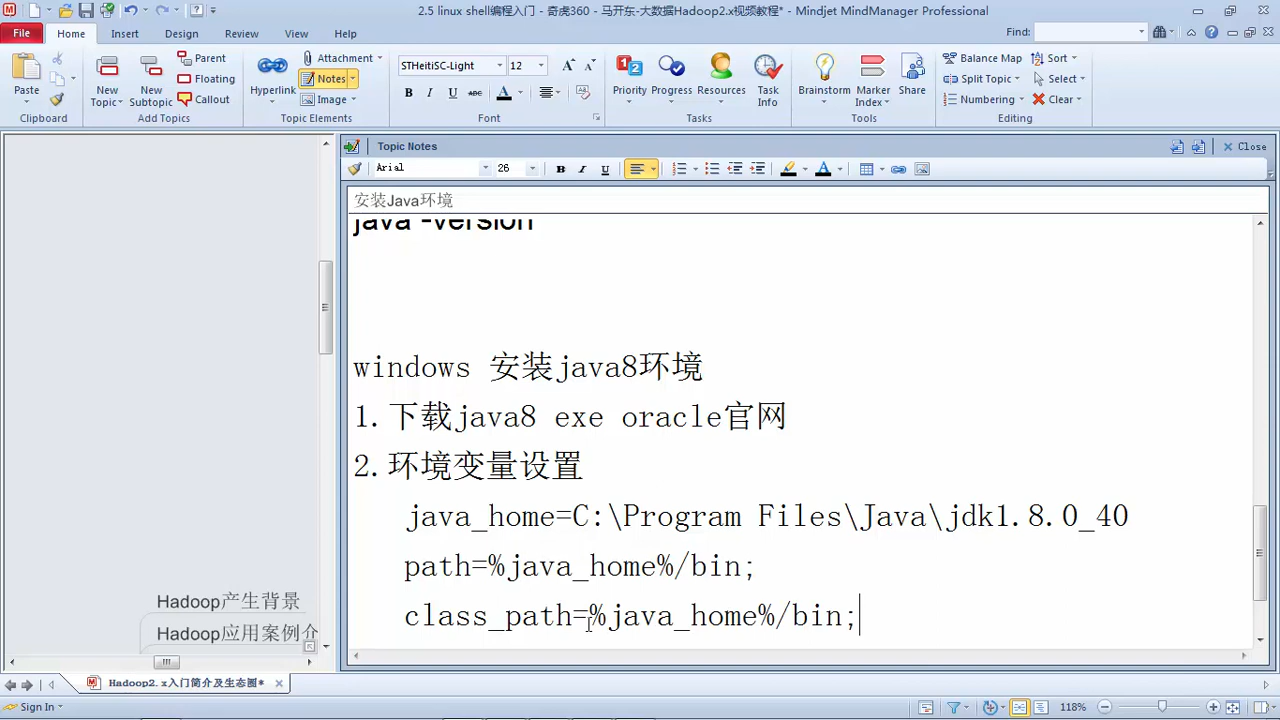 2.5 linux shell编程入门 - 奇虎360 - 马开东-大数据Hadoop2.x视频教程* - Mindjet MindManager Professional
File Home Insert Design Review View Help Find:
Paste
Clipboard
New Topic
New Subtopic
Parent
Floating
Callout
Add Topics
Hyperlink
Attachment
Notes
Image
Topic Elements
STHeitiSC-Light 12
B I U ABC A
Font
Priority
Progress
Resources
Task Info
Tasks
Brainstorm
Marker Index
Share
Tools
Balance Map
Split Topic
Numbering
Sort
Select
Clear
Editing
Topic Notes Close
Arial 26 B I U A
安装Java环境
java -version
windows 安装java8环境
1.下载java8 exe oracle官网
2.环境变量设置
java_home=C:\Program Files\Java\jdk1.8.0_40
path=%java_home%/bin;
class_path=%java_home%/bin;
Hadoop产生背景
Hadoop应用案例介
Hadoop2.x入门简介及生态圈*
Sign In 118%